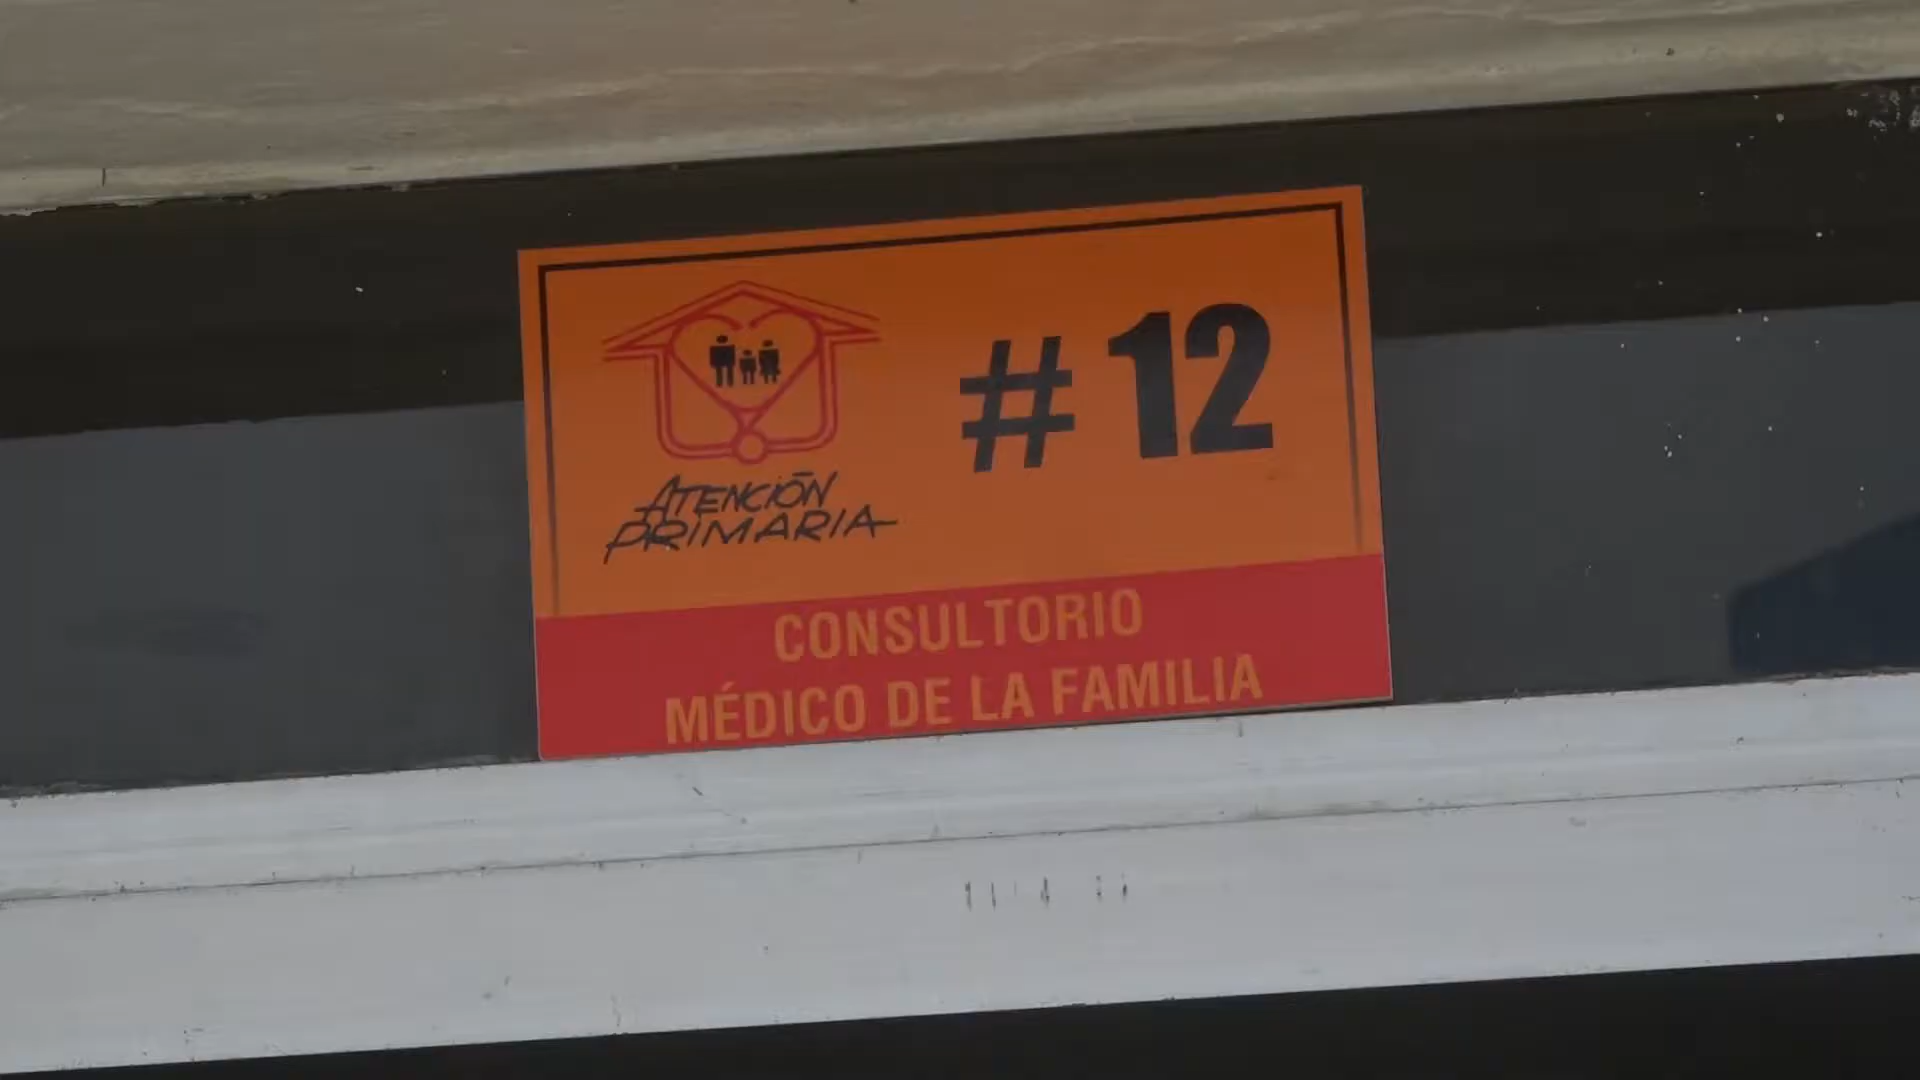 # 12
ATENCIÓN
PRIMARIA
CONSULTORIO
MÉDICO DE LA FAMILIA